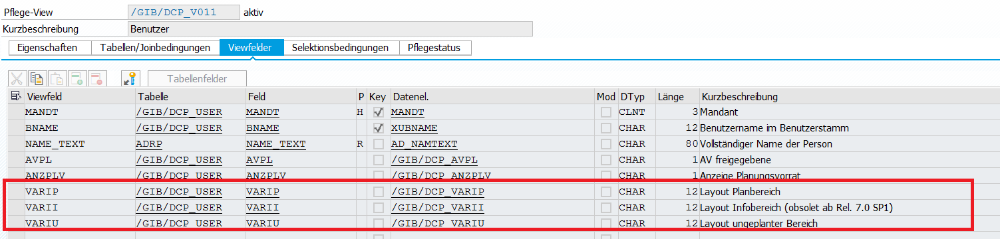 Pflege-View /GIB/DCP_V011 aktiv
Kurzbeschreibung Benutzer
Eigenschaften Tabellen/Joinbedingungen Viewfelder Selektionsbedingungen Pflegestatus
Tabellenfelder
Viewfeld Tabelle Feld P Key Datenel. Mod DTyp Länge Kurzbeschreibung
MANDT /GIB/DCP_USER MANDT H MANDT CLNT 3 Mandant
BNAME /GIB/DCP_USER BNAME XUBNAME CHAR 12 Benutzername im Benutzerstamm
NAME_TEXT ADRP NAME_TEXT R AD_NAMTEXT CHAR 80 Vollständiger Name der Person
AVPL /GIB/DCP_USER AVPL /GIB/DCP_AVPL CHAR 1 AV freigegebene
ANZPLV /GIB/DCP_USER ANZPLV /GIB/DCP_ANZPLV CHAR 1 Anzeige Planungsvorrat
VARIP /GIB/DCP_USER VARIP /GIB/DCP_VARIP CHAR 12 Layout Planbereich
VARII /GIB/DCP_USER VARII /GIB/DCP_VARII CHAR 12 Layout Infobereich (obsolet ab Rel. 7.0 SP1)
VARIU /GIB/DCP_USER VARIU /GIB/DCP_VARIU CHAR 12 Layout ungeplanter Bereich